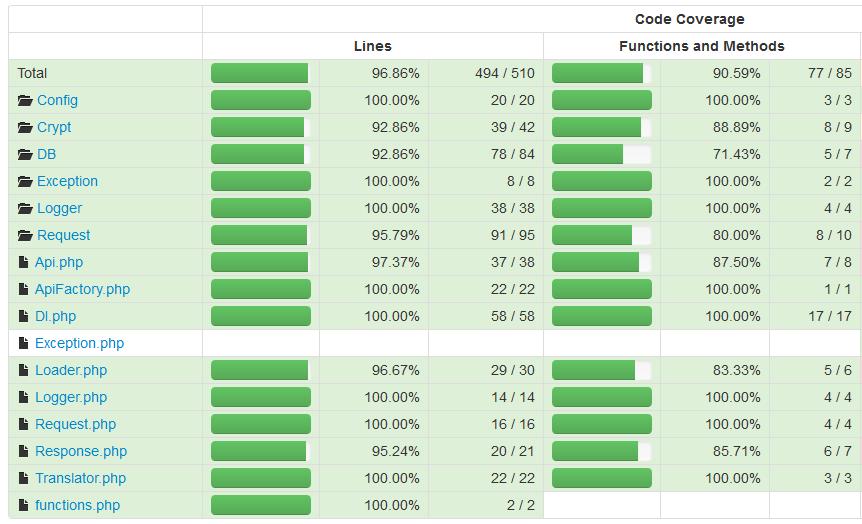 Code Coverage
Lines Functions and Methods
Total 96.86% 494 / 510 90.59% 77 / 85
Config 100.00% 20 / 20 100.00% 3 / 3
Crypt 92.86% 39 / 42 88.89% 8 / 9
DB 92.86% 78 / 84 71.43% 5 / 7
Exception 100.00% 8 / 8 100.00% 2 / 2
Logger 100.00% 38 / 38 100.00% 4 / 4
Request 95.79% 91 / 95 80.00% 8 / 10
Api.php 97.37% 37 / 38 87.50% 7 / 8
ApiFactory.php 100.00% 22 / 22 100.00% 1 / 1
DI.php 100.00% 58 / 58 100.00% 17 / 17
Exception.php
Loader.php 96.67% 29 / 30 83.33% 5 / 6
Logger.php 100.00% 14 / 14 100.00% 4 / 4
Request.php 100.00% 16 / 16 100.00% 4 / 4
Response.php 95.24% 20 / 21 85.71% 6 / 7
Translator.php 100.00% 22 / 22 100.00% 3 / 3
functions.php 100.00% 2 / 2